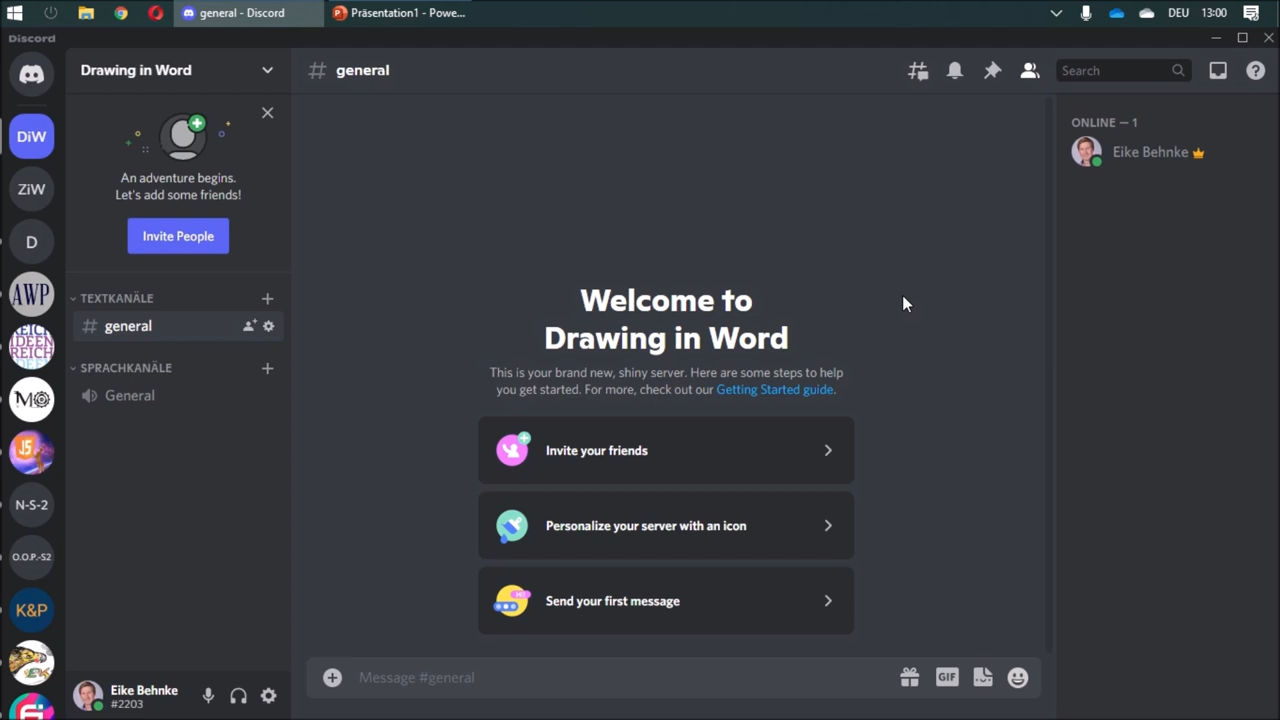 general - Discord
Präsentation1 - Powe...
DEU
13:00
Discord
Drawing in Word
general
Search
DiW
ZiW
D
AWP
IDEEN
REICH
JS
N-S-2
O.O.P.-S2
K&P
An adventure begins.
Let's add some friends!
Invite People
TEXTKANÄLE
general
SPRACHKANÄLE
General
Welcome to
Drawing in Word
This is your brand new, shiny server. Here are some steps to help
you get started. For more, check out our Getting Started guide.
Invite your friends
Personalize your server with an icon
Send your first message
Message #general
GIF
ONLINE — 1
Eike Behnke
Eike Behnke
#2203